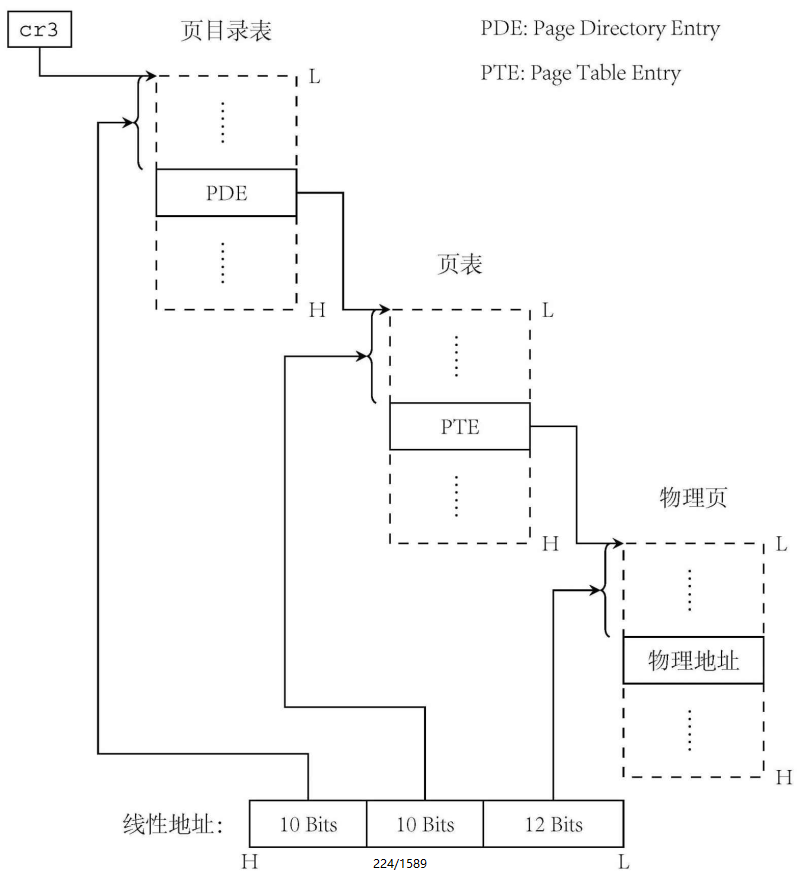 cr3
页目录表
PDE: Page Directory Entry
PTE: Page Table Entry
L
PDE
H
页表
L
PTE
H
物理页
L
物理地址
H
线性地址:
10 Bits
10 Bits
12 Bits
H
224/1589
L